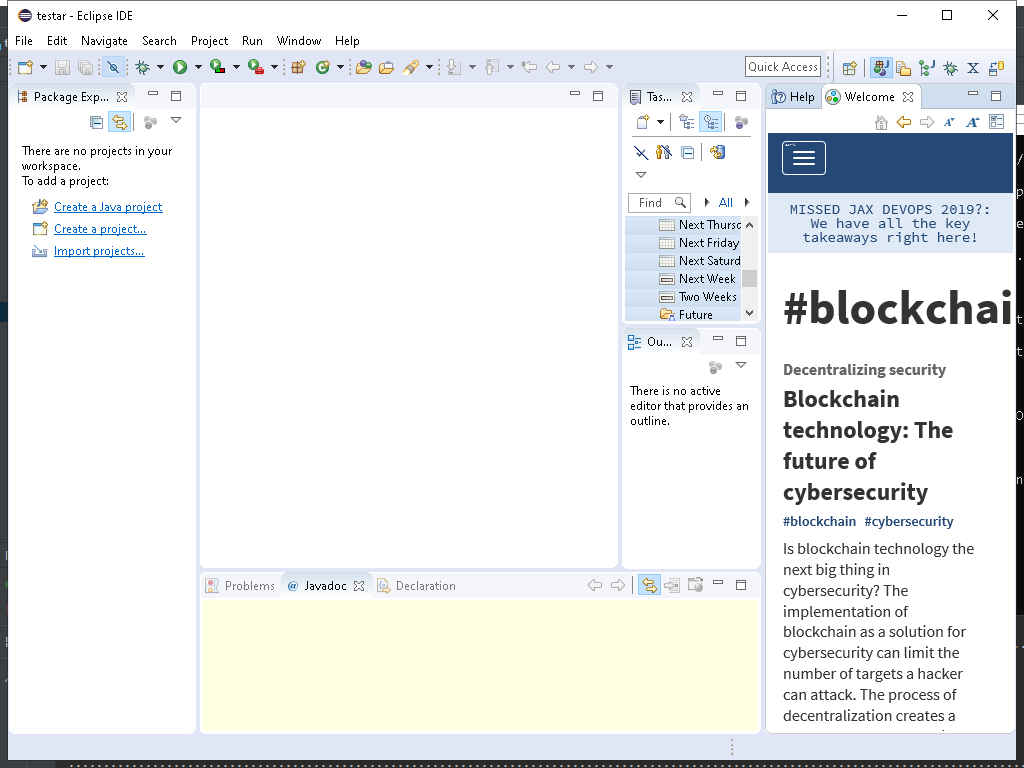 testar - Eclipse IDE
File Edit Navigate Search Project Run Window Help
Quick Access
Package Exp...
There are no projects in your
workspace.
To add a project:
Create a Java project
Create a project...
Import projects...
Tas...
Find
All
Next Thursd
Next Friday
Next Saturd
Next Week
Two Weeks
Future
Ou...
There is no active
editor that provides an
outline.
Problems @ Javadoc Declaration
Help Welcome
MISSED JAX DEVOPS 2019?:
We have all the key
takeaways right here!
#blockchai
Decentralizing security
Blockchain
technology: The
future of
cybersecurity
#blockchain #cybersecurity
Is blockchain technology the
next big thing in
cybersecurity? The
implementation of
blockchain as a solution for
cybersecurity can limit the
number of targets a hacker
can attack. The process of
decentralization creates a